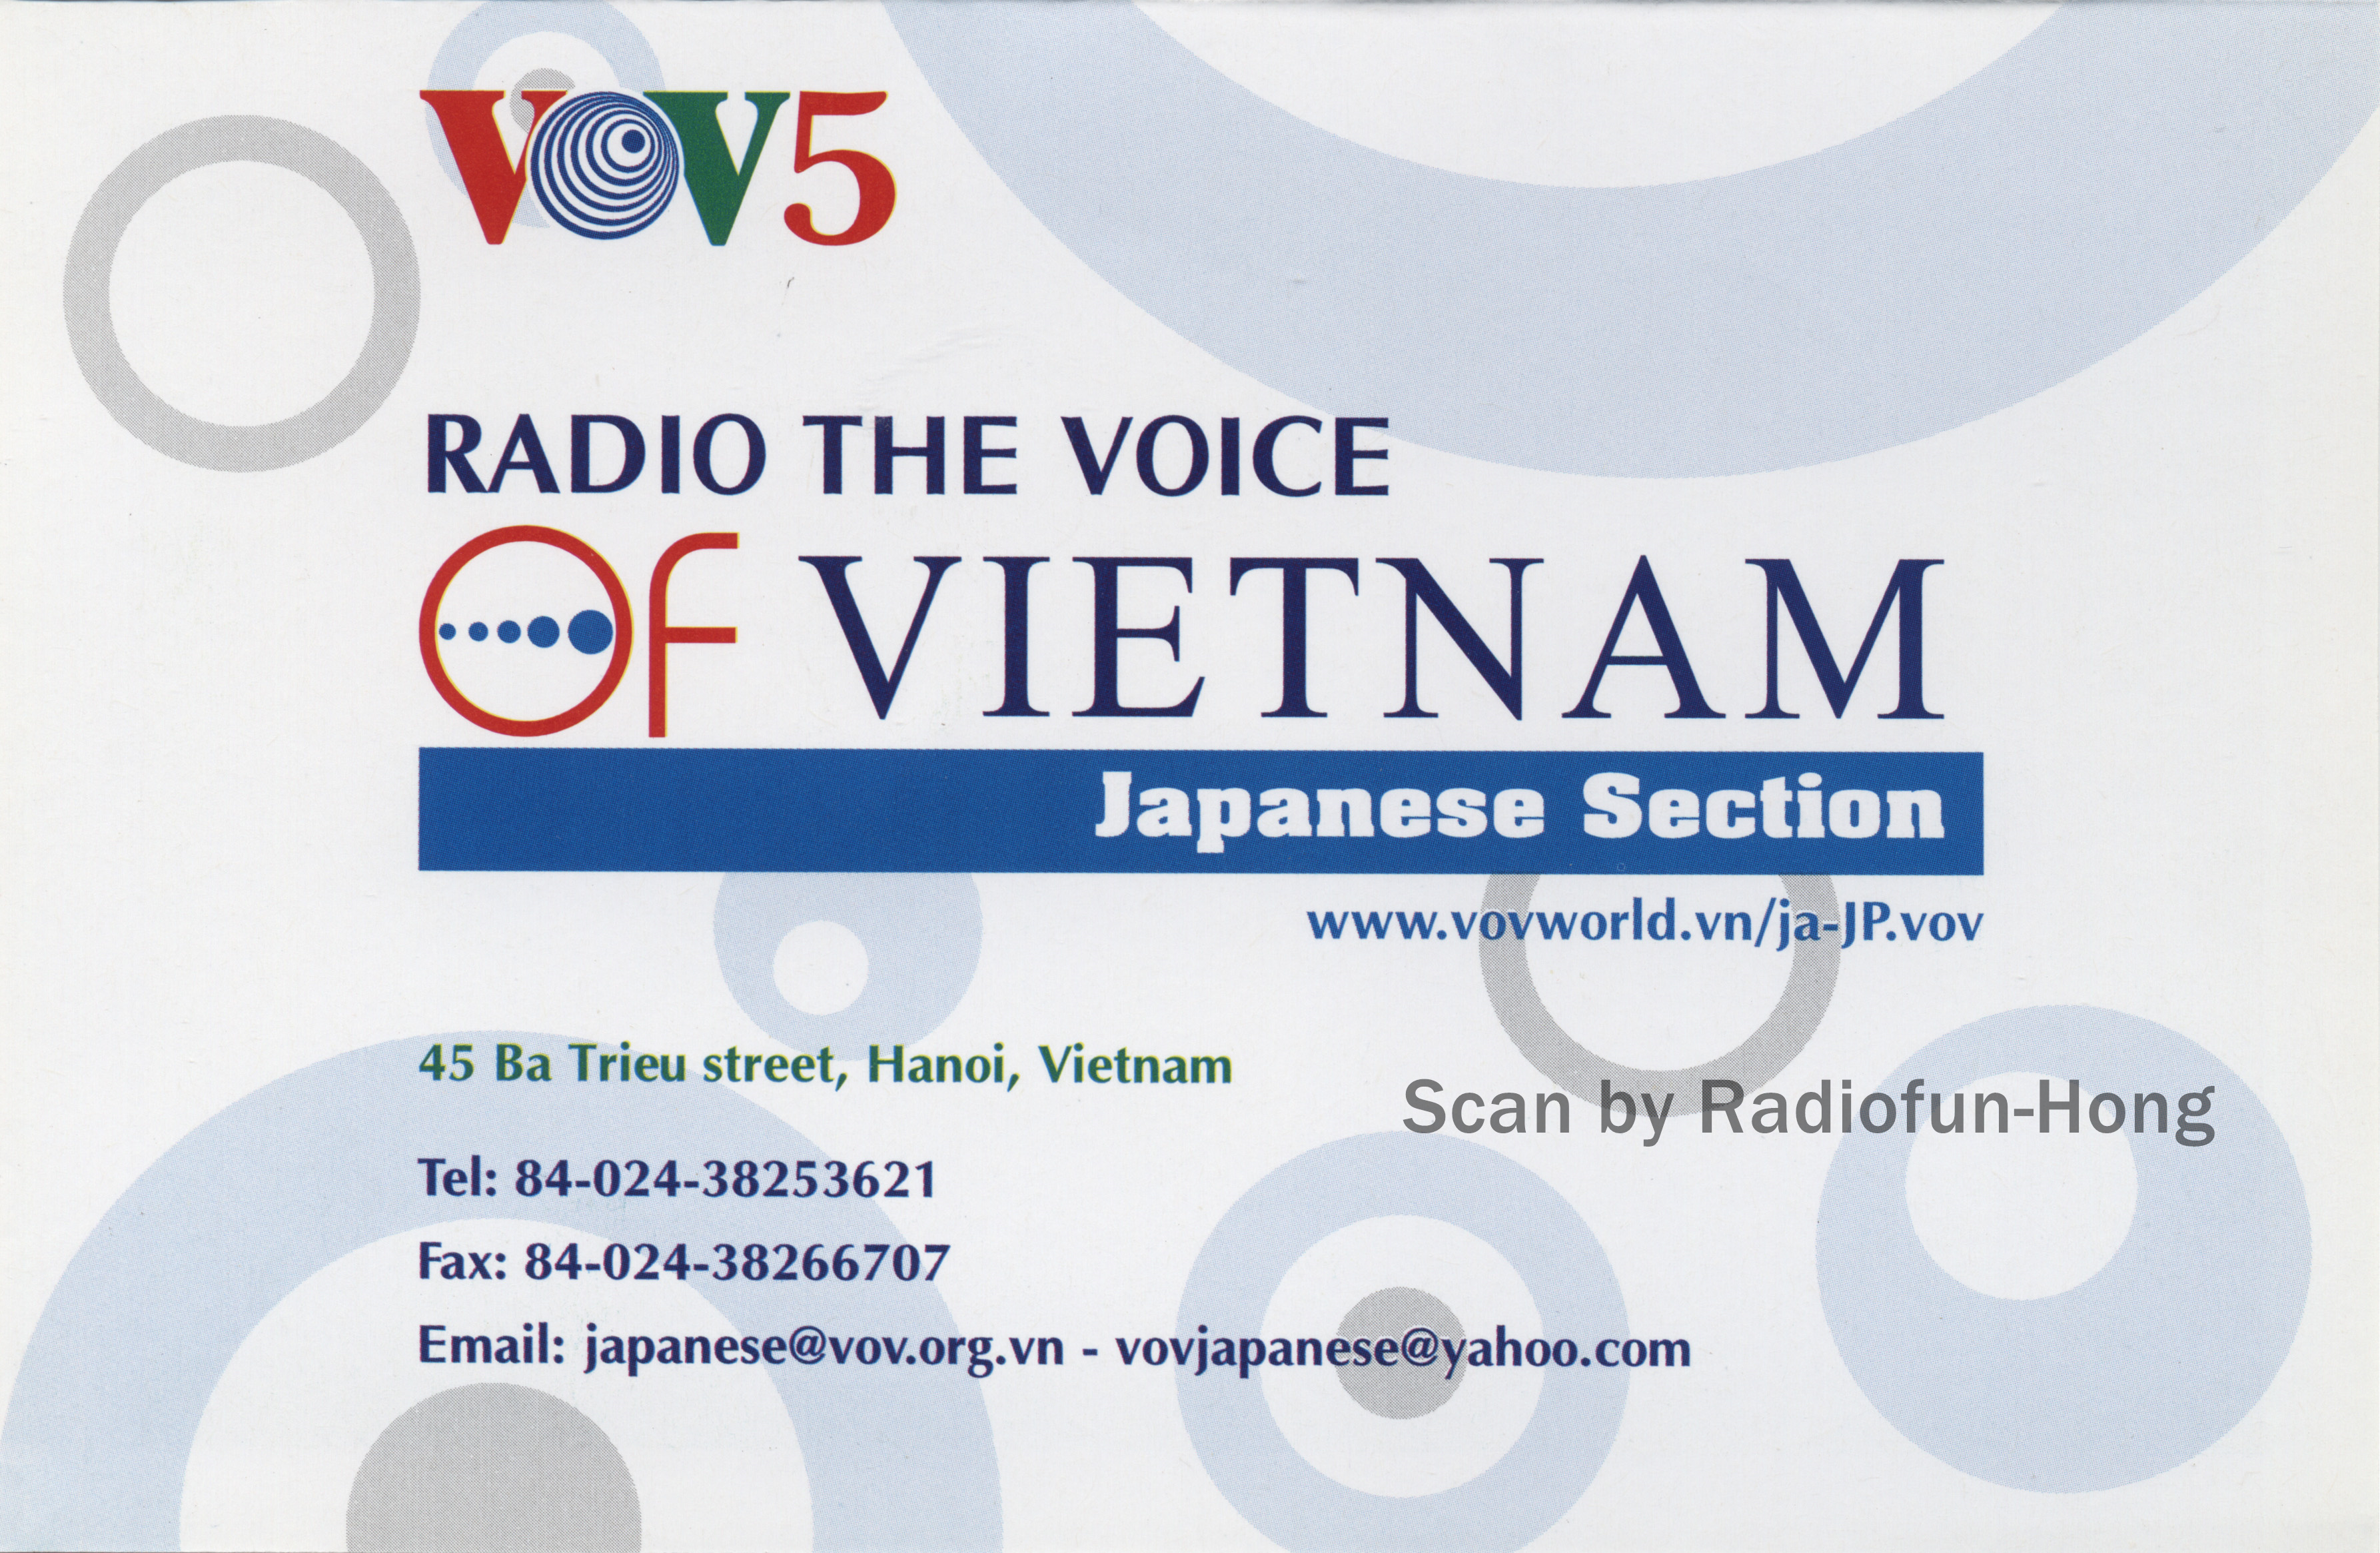 VOV5
RADIO THE VOICE
OF VIETNAM
Japanese Section
www.vovworld.vn/ja-JP.vov
45 Ba Trieu street, Hanoi, Vietnam
Scan by Radiofun-Hong
Tel: 84-024-38253621
Fax: 84-024-38266707
Email: japanese@vov.org.vn - vovjapanese@yahoo.com